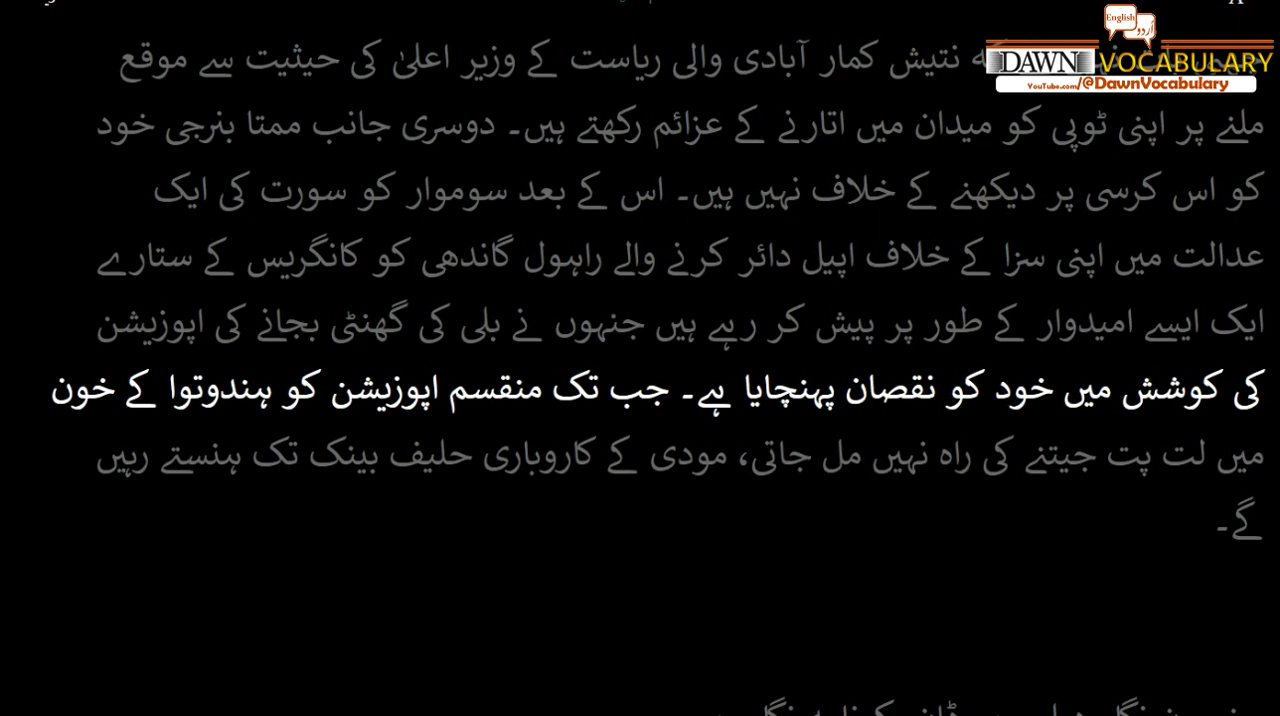 نتیش کمار آبادی والی ریاست کے وزیر اعلیٰ کی حیثیت سے موقع
ملنے پر اپنی ٹوپی کو میدان میں اتارنے کے عزائم رکھتے ہیں۔ دوسری جانب ممتا بنرجی خود
کو اس کرسی پر دیکھنے کے خلاف نہیں ہیں۔ اس کے بعد سوموار کو سورت کی ایک
عدالت میں اپنی سزا کے خلاف اپیل دائر کرنے والے راہول گاندھی کو کانگریس کے ستارے
ایک ایسے امیدوار کے طور پر پیش کر رہے ہیں جنہوں نے بلی کی گھنٹی بجانے کی اپوزیشن
کی کوشش میں خود کو نقصان پہنچایا ہے۔ جب تک منقسم اپوزیشن کو ہندوتوا کے خون
میں لت پت جیتنے کی راہ نہیں مل جاتی، مودی کے کاروباری حلیف بینک تک ہنستے رہیں
گے۔
English اُردو
DAWN VOCABULARY
YouTube.com/@DawnVocabulary